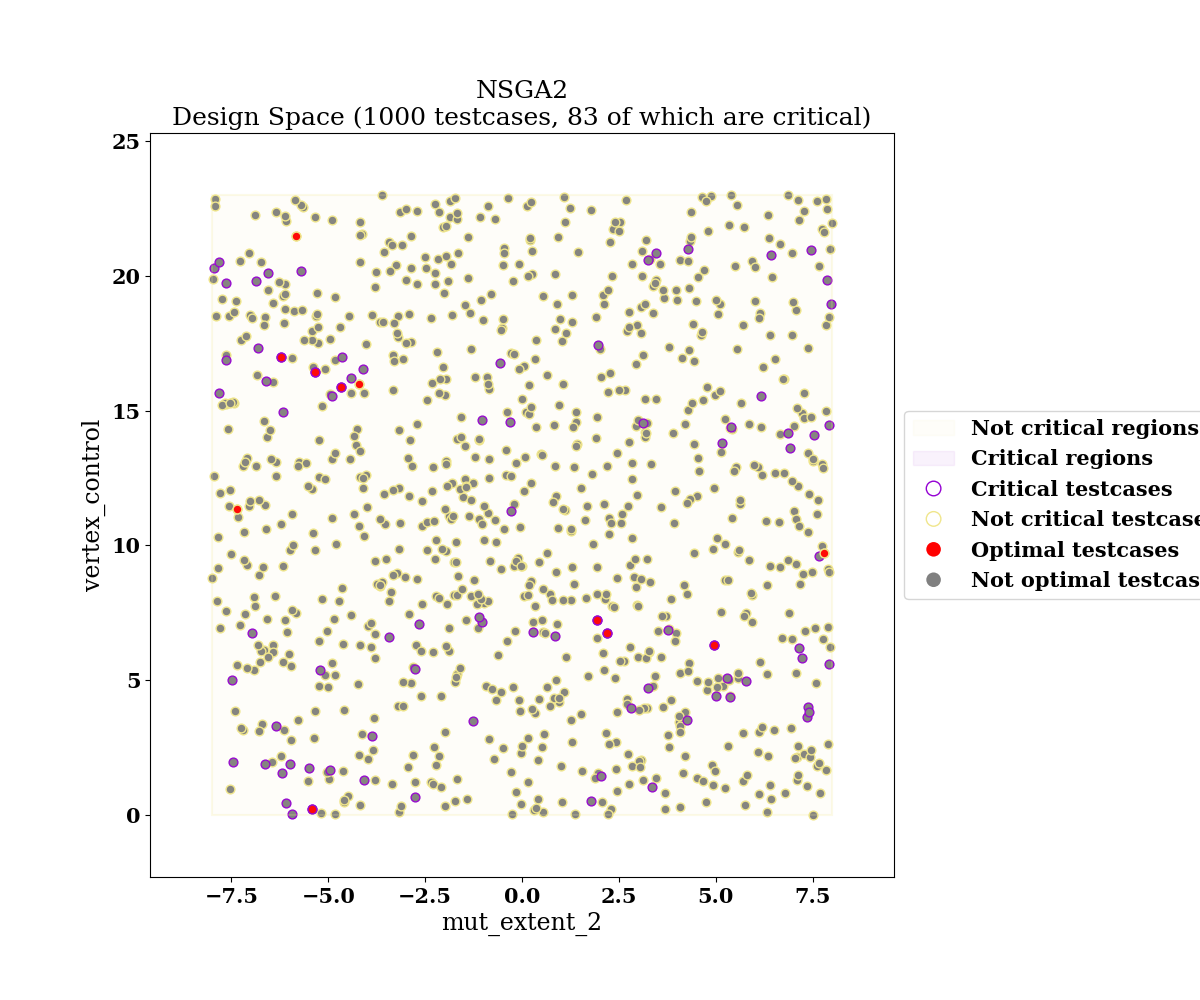 NSGA2
Design Space (1000 testcases, 83 of which are critical)
25
20
15
10
5
0
vertex_control
−7.5
−5.0
−2.5
0.0
2.5
5.0
7.5
mut_extent_2
Not critical regions
Critical regions
Critical testcases
Not critical testcase
Optimal testcases
Not optimal testcas